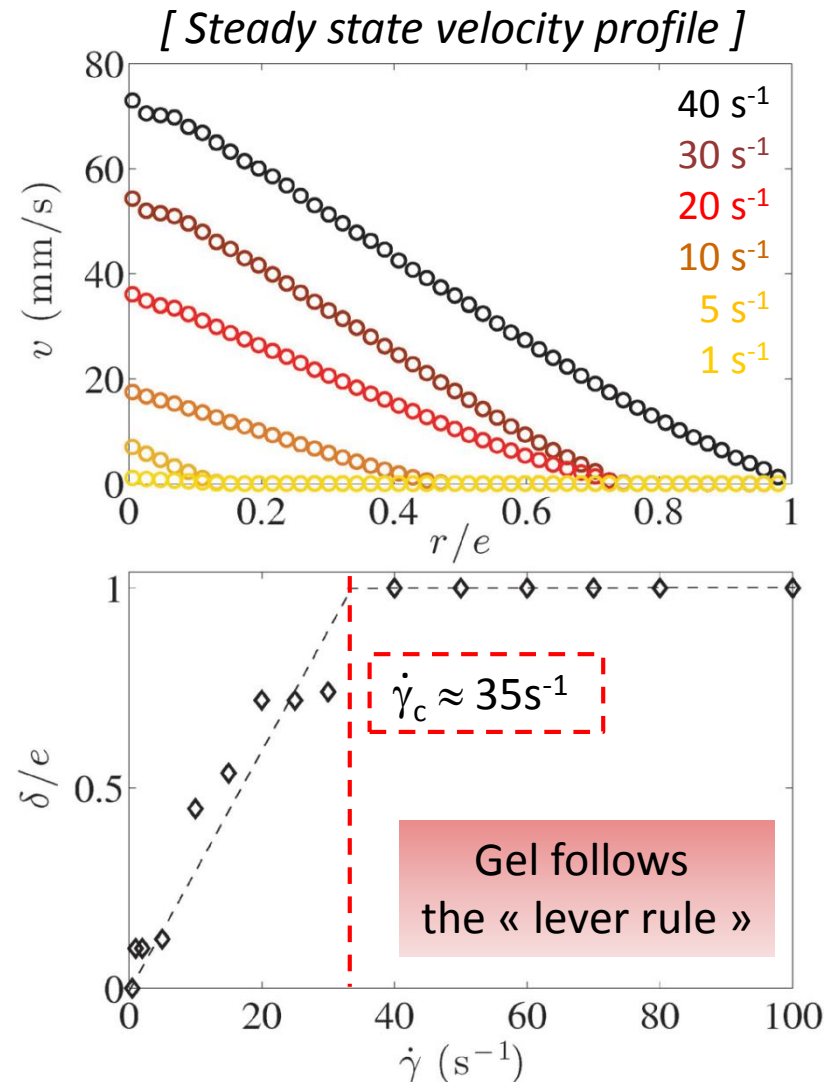 [ Steady state velocity profile ]
80
60
40
20
0
v (mm/s)
40 s⁻¹
30 s⁻¹
20 s⁻¹
10 s⁻¹
5 s⁻¹
1 s⁻¹
0 0.2 0.4 0.6 0.8 1
r/e
1
0.5
0
δ/e
γ̇c ≈ 35s⁻¹
Gel follows
the « lever rule »
0 20 40 60 80 100
γ̇ (s⁻¹)